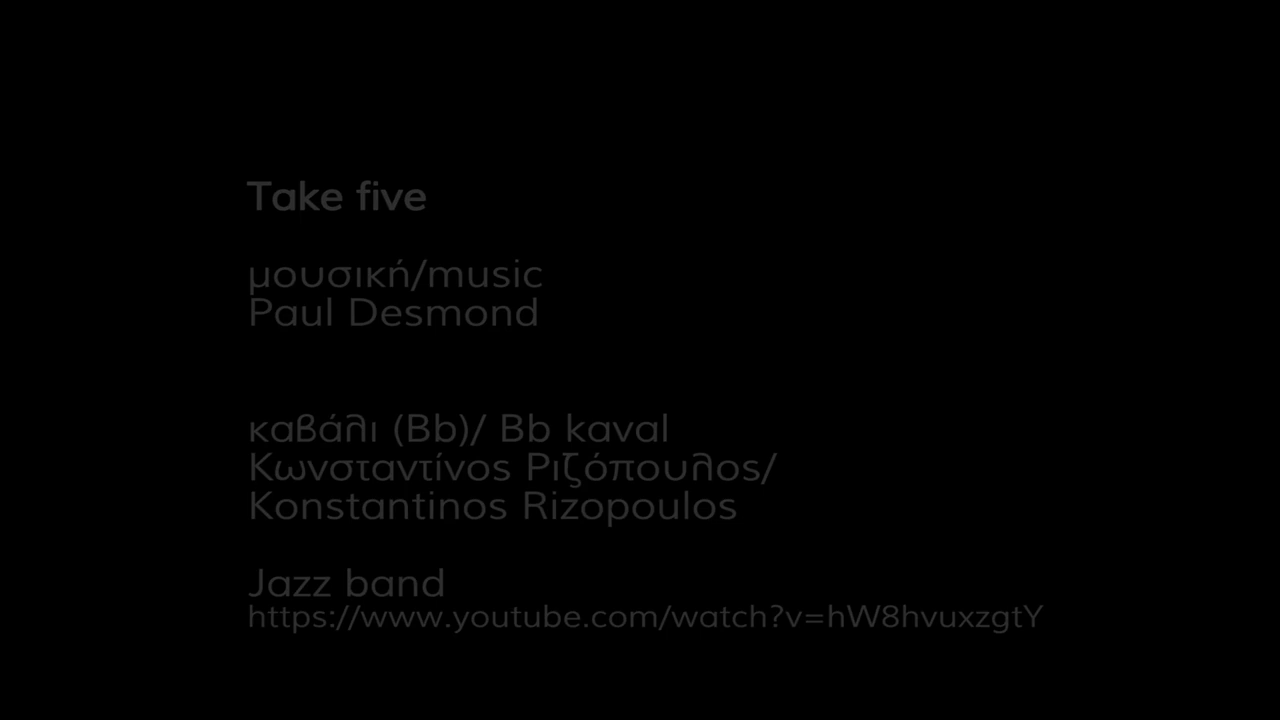 Take five
μουσική/music
Paul Desmond
καβάλι (Bb)/ Bb kaval
Κωνσταντίνος Ριζόπουλος/
Konstantinos Rizopoulos
Jazz band
https://www.youtube.com/watch?v=hW8hvuxzgtY